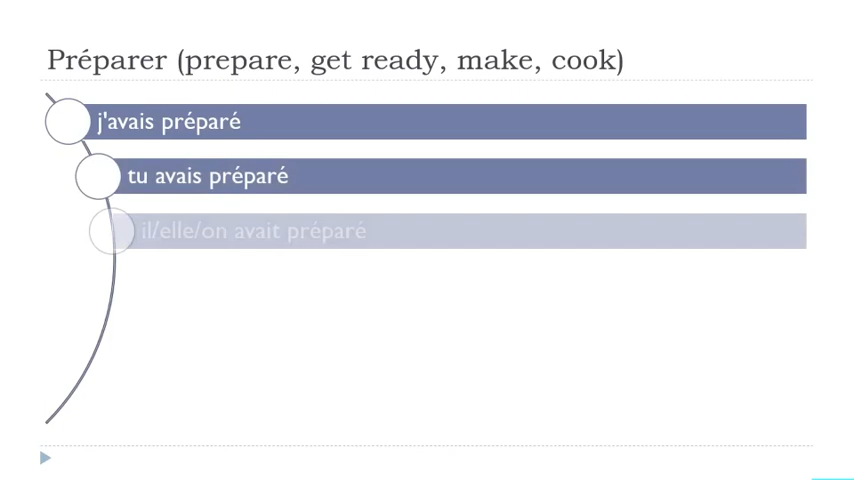 Préparer (prepare, get ready, make, cook)
j'avais préparé
tu avais préparé
il/elle/on avait préparé